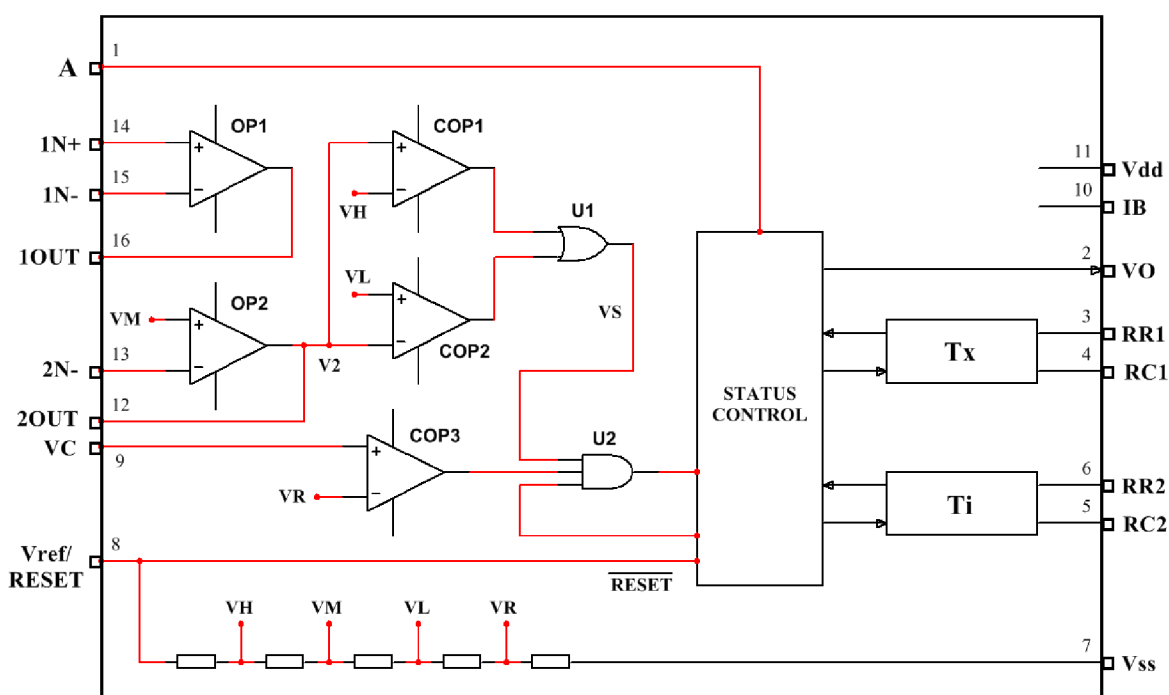 1
A
14
1N+
OP1
COP1
11
Vdd
15
1N-
VH
10
IB
U1
16
1OUT
2
VO
VL
OP2
VM
VS
3
RR1
Tx
COP2
13
2N-
V2
4
RC1
STATUS
CONTROL
12
2OUT
COP3
U2
VC
9
6
RR2
VR
Ti
5
RC2
8
Vref/
RESET
RESET
VH
VM
VL
VR
7
Vss
+
−
+
−
+
−
+
−
+
−